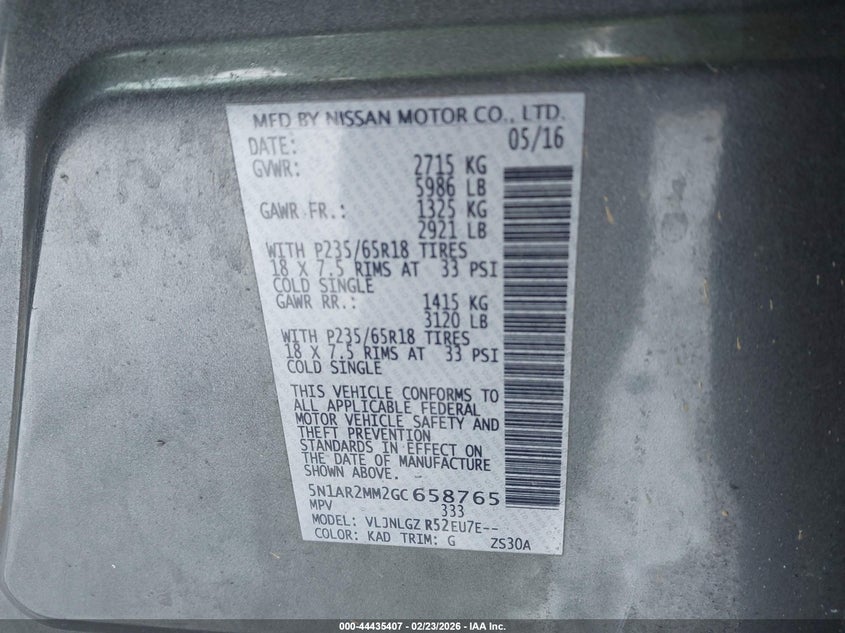 MFD BY NISSAN MOTOR CO., LTD.
DATE: 05/16
GVWR: 2715 KG
5986 LB
GAWR FR.: 1325 KG
2921 LB
WITH P235/65R18 TIRES
18 X 7.5 RIMS AT 33 PSI
COLD SINGLE
GAWR RR.: 1415 KG
3120 LB
WITH P235/65R18 TIRES
18 X 7.5 RIMS AT 33 PSI
COLD SINGLE
THIS VEHICLE CONFORMS TO
ALL APPLICABLE FEDERAL
MOTOR VEHICLE SAFETY AND
THEFT PREVENTION
STANDARDS IN EFFECT ON
THE DATE OF MANUFACTURE
SHOWN ABOVE.
5N1AR2MM2GC658765
MPV 333
MODEL: VLJNLGZ R52EU7E--
COLOR: KAD TRIM: G ZS30A
000-44435407 - 02/23/2026 - IAA Inc.